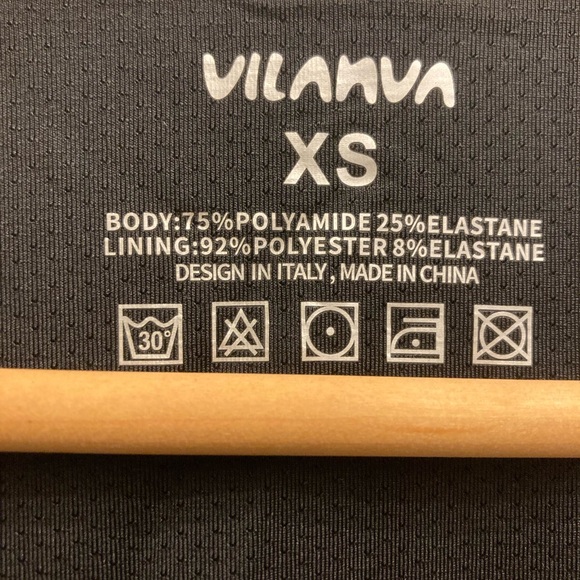 VILANVA
XS
BODY:75%POLYAMIDE 25%ELASTANE
LINING:92%POLYESTER 8%ELASTANE
DESIGN IN ITALY , MADE IN CHINA
30°